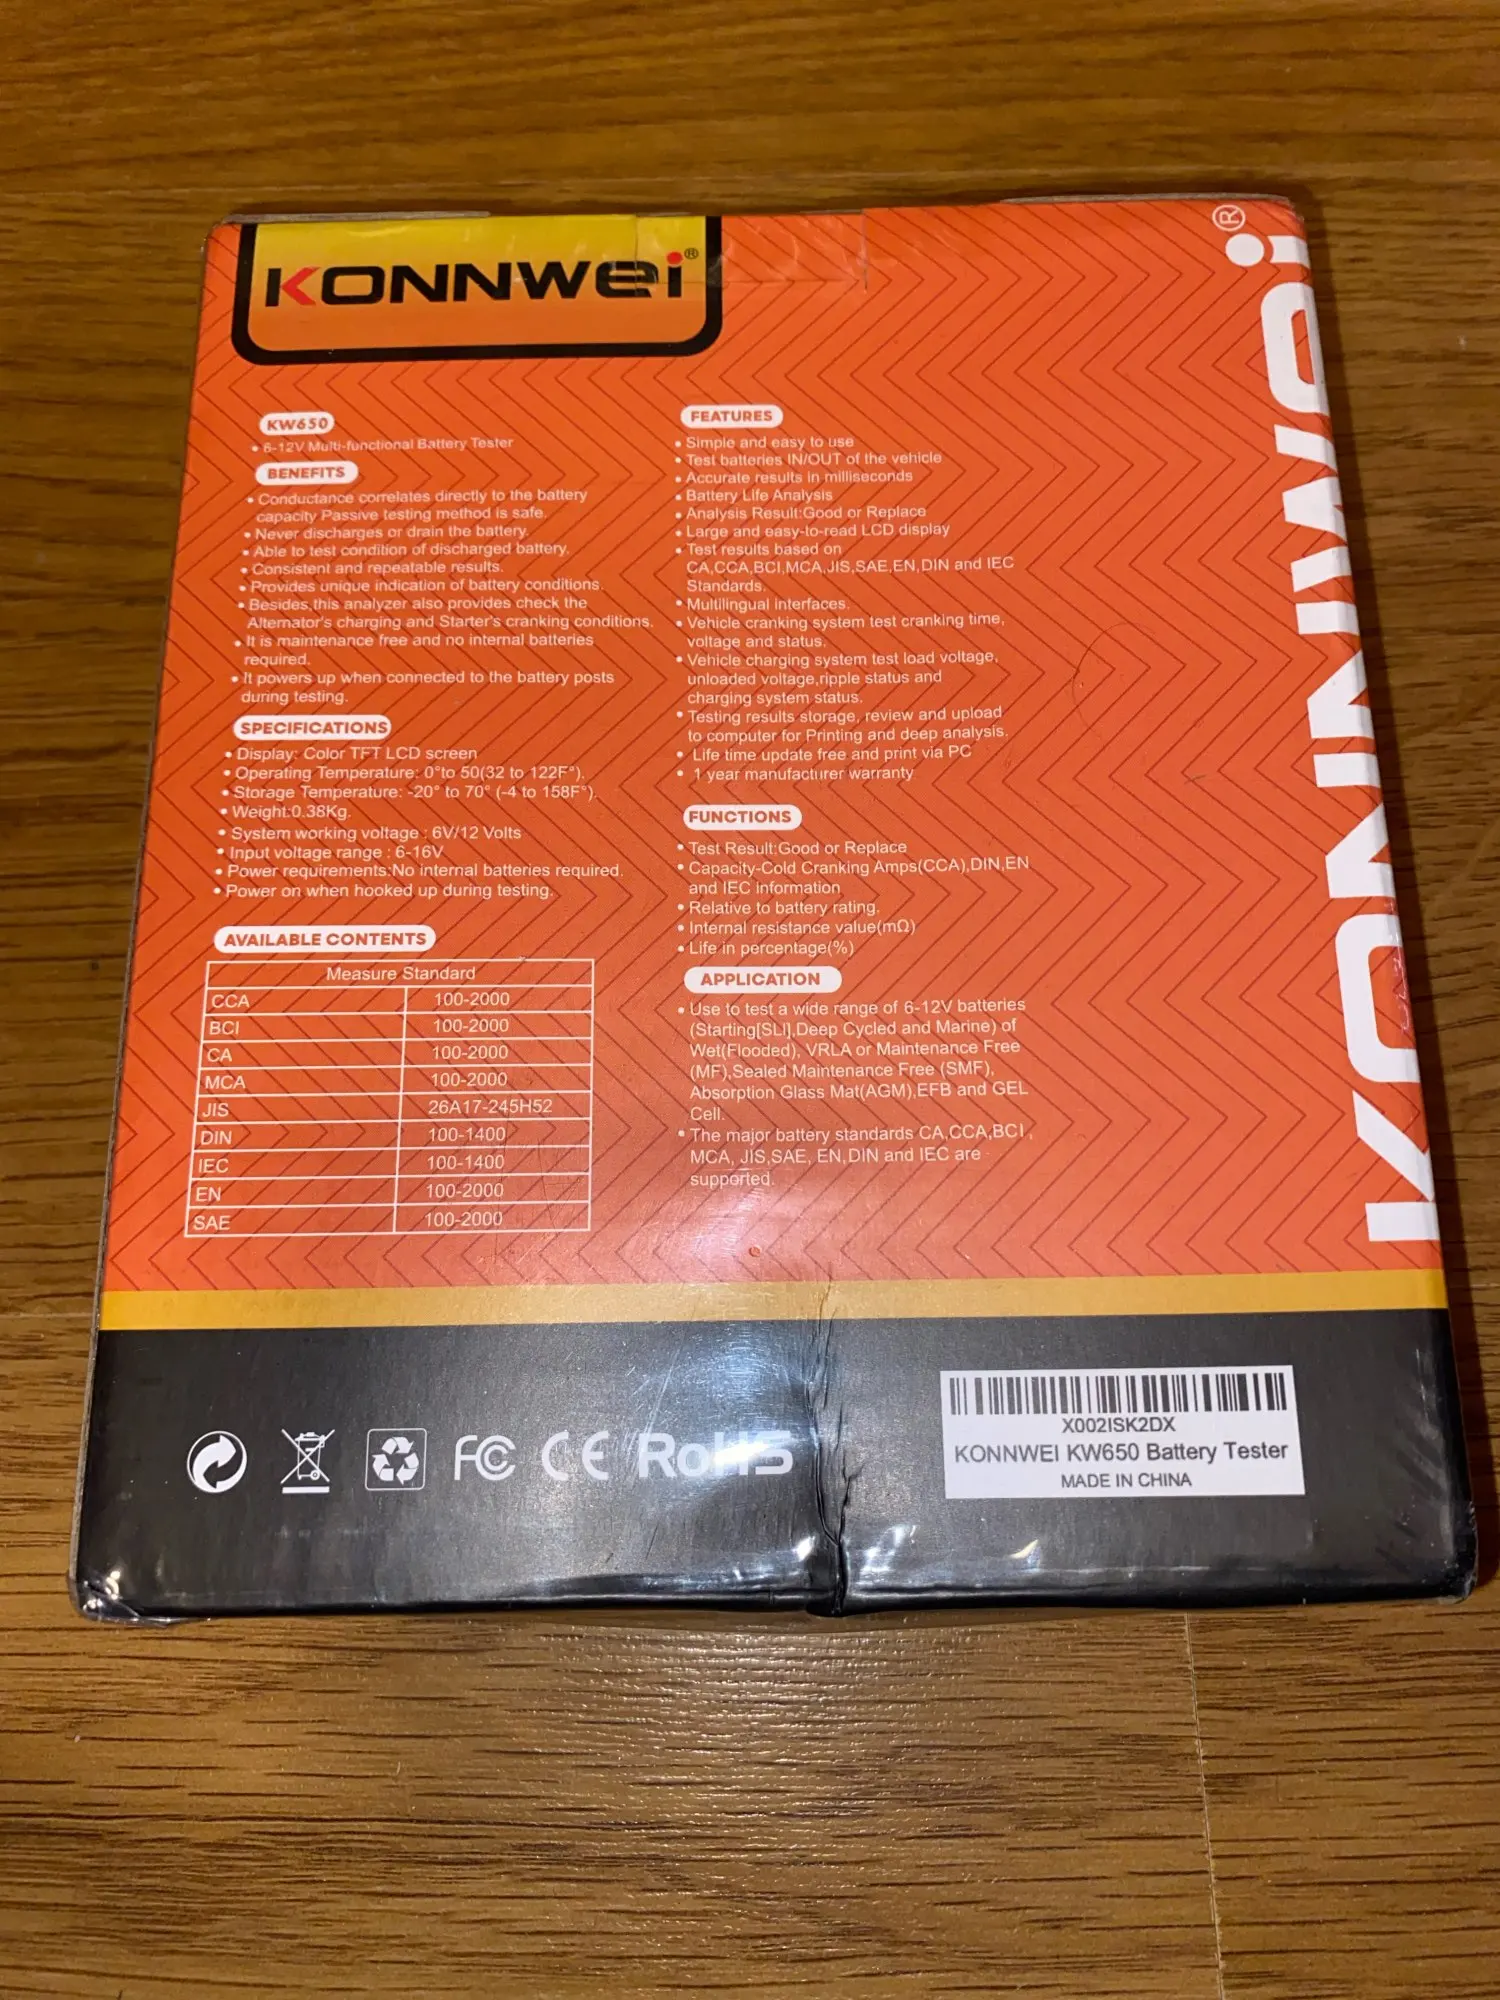 KONNWEi®
KW650
• 6-12V Multi-functional Battery Tester
BENEFITS
• Conductance correlates directly to the battery
capacity Passive testing method is safe.
• Never discharges or drain the battery.
• Able to test condition of discharged battery.
• Consistent and repeatable results.
• Provides unique indication of battery conditions.
• Besides,this analyzer also provides check the
Alternator's charging and Starter's cranking conditions.
• It is maintenance free and no internal batteries
required.
• It powers up when connected to the battery posts
during testing.
SPECIFICATIONS
• Display: Color TFT LCD screen
• Operating Temperature: 0°to 50(32 to 122F°).
• Storage Temperature: -20° to 70° (-4 to 158F°).
• Weight:0.38Kg.
• System working voltage : 6V/12 Volts
• Input voltage range : 6-16V
• Power requirements:No internal batteries required.
• Power on when hooked up during testing.
AVAILABLE CONTENTS
Measure Standard
CCA 100-2000
BCI 100-2000
CA 100-2000
MCA 100-2000
JIS 26A17-245H52
DIN 100-1400
IEC 100-1400
EN 100-2000
SAE 100-2000
FEATURES
• Simple and easy to use
• Test batteries IN/OUT of the vehicle
• Accurate results in milliseconds
• Battery Life Analysis
• Analysis Result:Good or Replace
• Large and easy-to-read LCD display
• Test results based on
CA,CCA,BCI,MCA,JIS,SAE,EN,DIN and IEC
Standards.
• Multilingual interfaces.
• Vehicle cranking system test cranking time,
voltage and status.
• Vehicle charging system test load voltage,
unloaded voltage,ripple status and
charging system status.
• Testing results storage, review and upload
to computer for Printing and deep analysis.
• Life time update free and print via PC
• 1 year manufacturer warranty
FUNCTIONS
• Test Result:Good or Replace
• Capacity-Cold Cranking Amps(CCA),DIN,EN
and IEC information
• Relative to battery rating.
• Internal resistance value(mΩ)
• Life in percentage(%)
APPLICATION
• Use to test a wide range of 6-12V batteries
(Starting[SLI],Deep Cycled and Marine) of
Wet(Flooded), VRLA or Maintenance Free
(MF),Sealed Maintenance Free (SMF),
Absorption Glass Mat(AGM),EFB and GEL
Cell.
• The major battery standards CA,CCA,BCI,
MCA, JIS,SAE, EN,DIN and IEC are
supported.
KONNWEi®
FC CE RoHS
X002ISK2DX
KONNWEI KW650 Battery Tester
MADE IN CHINA